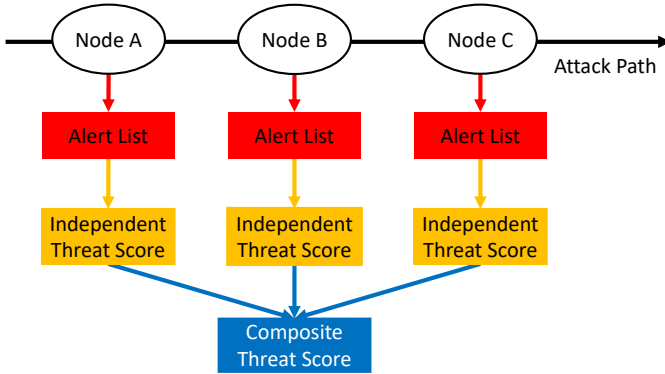 Node A
Node B
Node C
Attack Path
Alert List
Alert List
Alert List
Independent
Threat Score
Independent
Threat Score
Independent
Threat Score
Composite
Threat Score